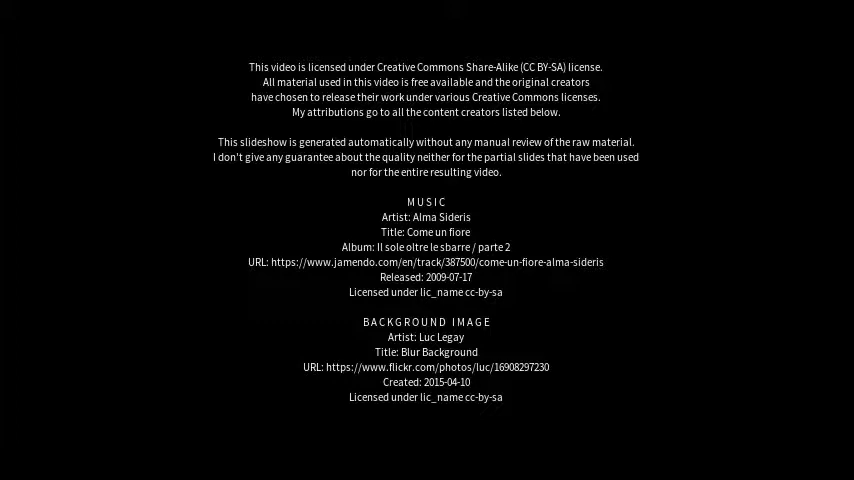 This video is licensed under Creative Commons Share-Alike (CC BY-SA) license.
All material used in this video is free available and the original creators
have chosen to release their work under various Creative Commons licenses.
My attributions go to all the content creators listed below.
This slideshow is generated automatically without any manual review of the raw material.
I don't give any guarantee about the quality neither for the partial slides that have been used
nor for the entire resulting video.
MUSIC
Artist: Alma Sideris
Title: Come un fiore
Album: Il sole oltre le sbarre / parte 2
URL: https://www.jamendo.com/en/track/387500/come-un-fiore-alma-sideris
Released: 2009-07-17
Licensed under lic_name cc-by-sa
BACKGROUND IMAGE
Artist: Luc Legay
Title: Blur Background
URL: https://www.flickr.com/photos/luc/16908297230
Created: 2015-04-10
Licensed under lic_name cc-by-sa